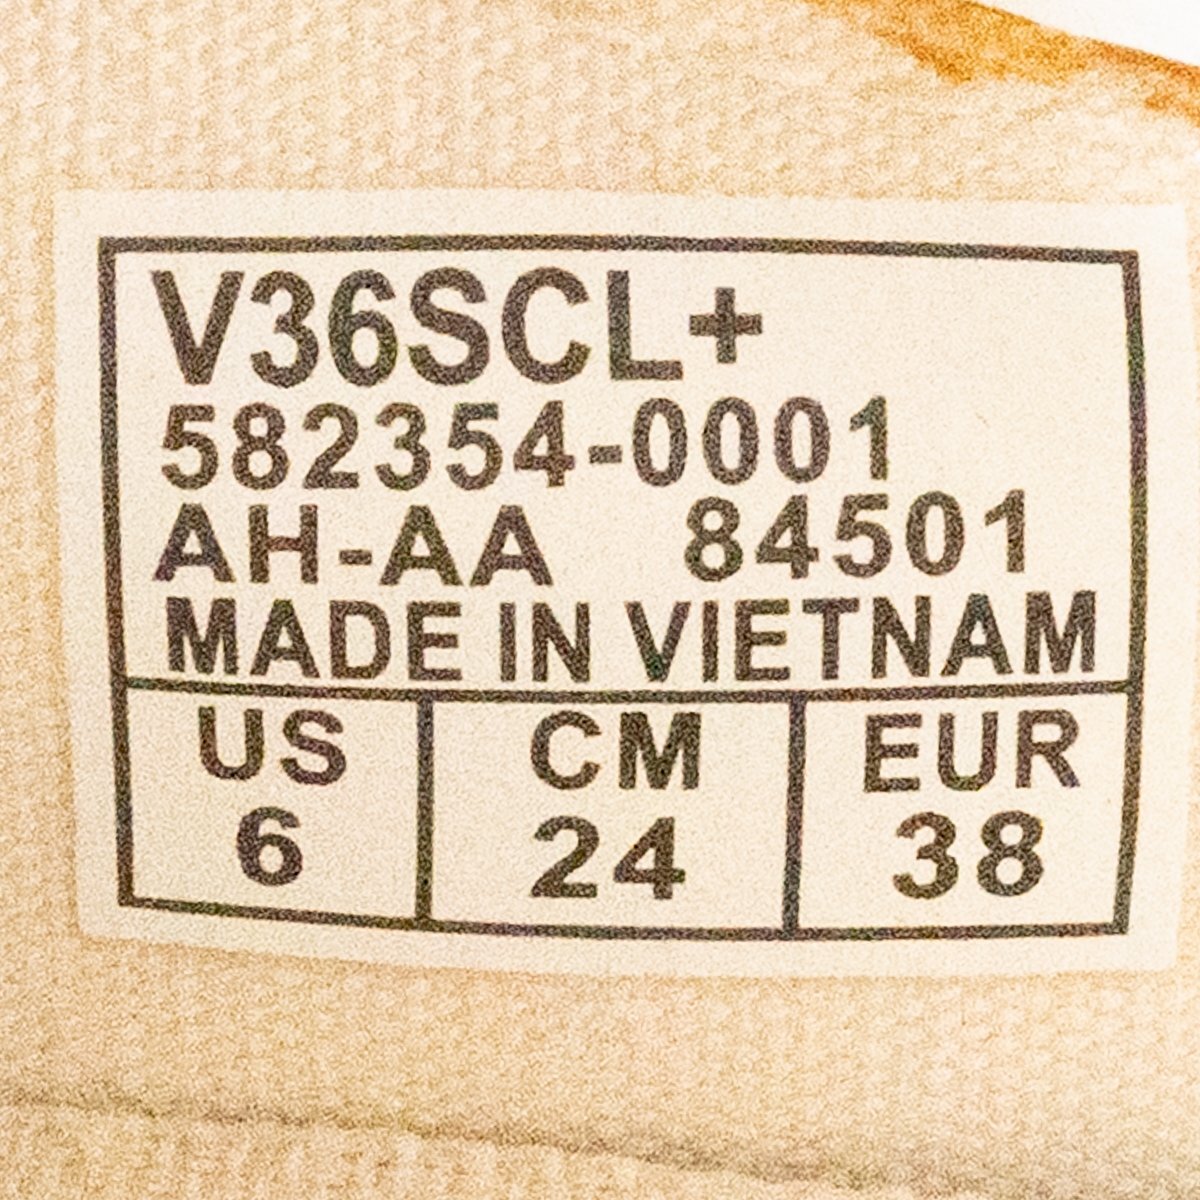 V36SCL+
582354-0001
AH-AA 84501
MADE IN VIETNAM
US CM EUR
6 24 38